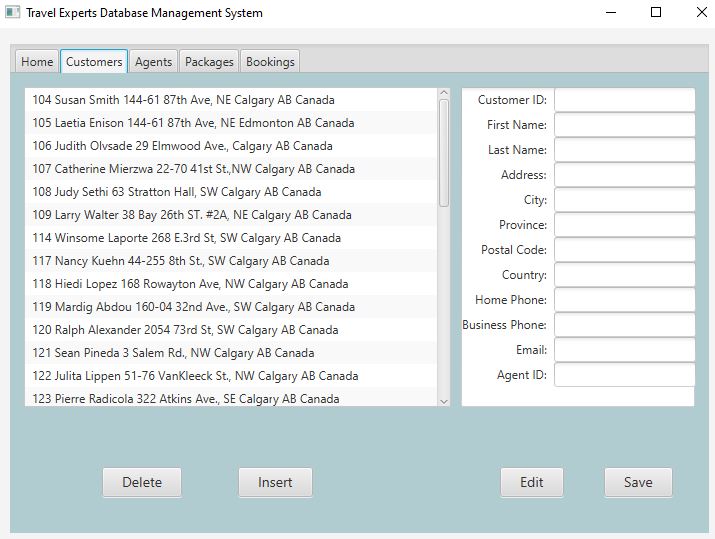 Travel Experts Database Management System
Home Customers Agents Packages Bookings
104 Susan Smith 144-61 87th Ave, NE Calgary AB Canada
105 Laetia Enison 144-61 87th Ave, NE Edmonton AB Canada
106 Judith Olvsade 29 Elmwood Ave., Calgary AB Canada
107 Catherine Mierzwa 22-70 41st St.,NW Calgary AB Canada
108 Judy Sethi 63 Stratton Hall, SW Calgary AB Canada
109 Larry Walter 38 Bay 26th ST. #2A, NE Calgary AB Canada
114 Winsome Laporte 268 E.3rd St, SW Calgary AB Canada
117 Nancy Kuehn 44-255 8th St., SW Calgary AB Canada
118 Hiedi Lopez 168 Rowayton Ave, NW Calgary AB Canada
119 Mardig Abdou 160-04 32nd Ave., SW Calgary AB Canada
120 Ralph Alexander 2054 73rd St, SW Calgary AB Canada
121 Sean Pineda 3 Salem Rd., NW Calgary AB Canada
122 Julita Lippen 51-76 VanKleeck St., NW Calgary AB Canada
123 Pierre Radicola 322 Atkins Ave., SE Calgary AB Canada
Customer ID:
First Name:
Last Name:
Address:
City:
Province:
Postal Code:
Country:
Home Phone:
Business Phone:
Email:
Agent ID:
Delete Insert Edit Save